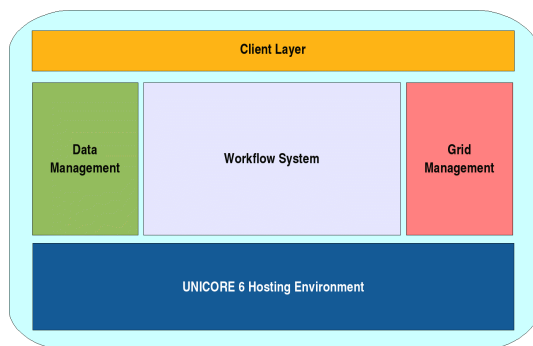 Client Layer
Data
Management
Workflow System
Grid
Management
UNICORE 6 Hosting Environment